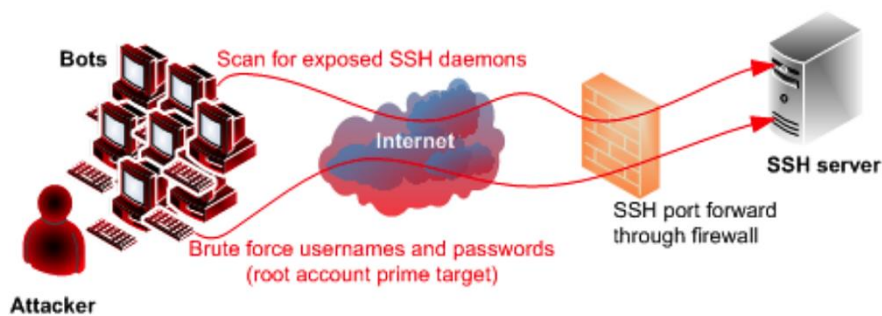 Bots
Scan for exposed SSH daemons
Internet
SSH server
SSH port forward
through firewall
Brute force usernames and passwords
(root account prime target)
Attacker